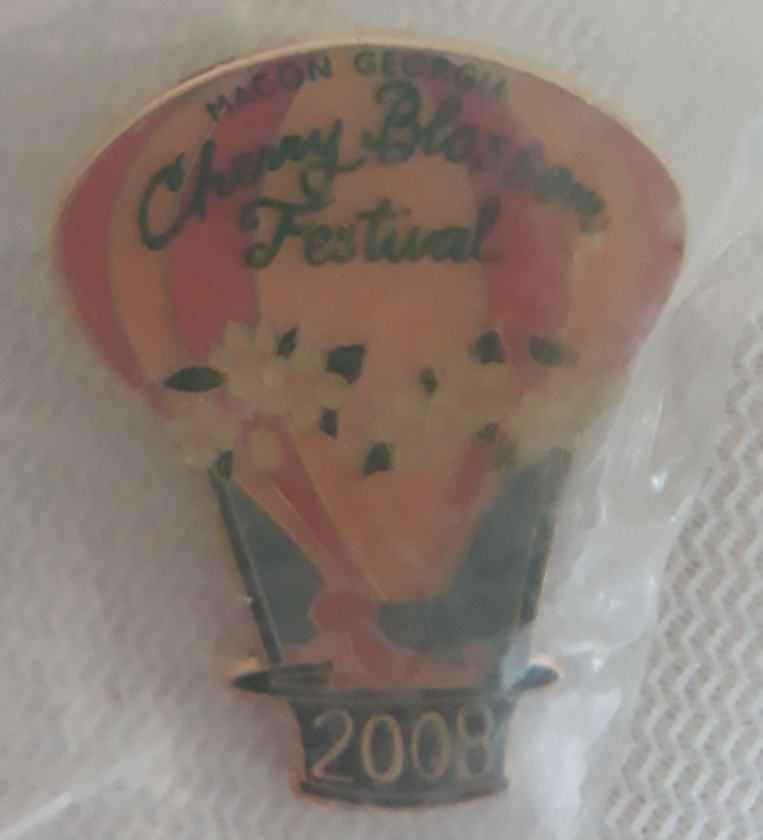 MACON GEORGIA
Cherry Blossom
Festival
2008